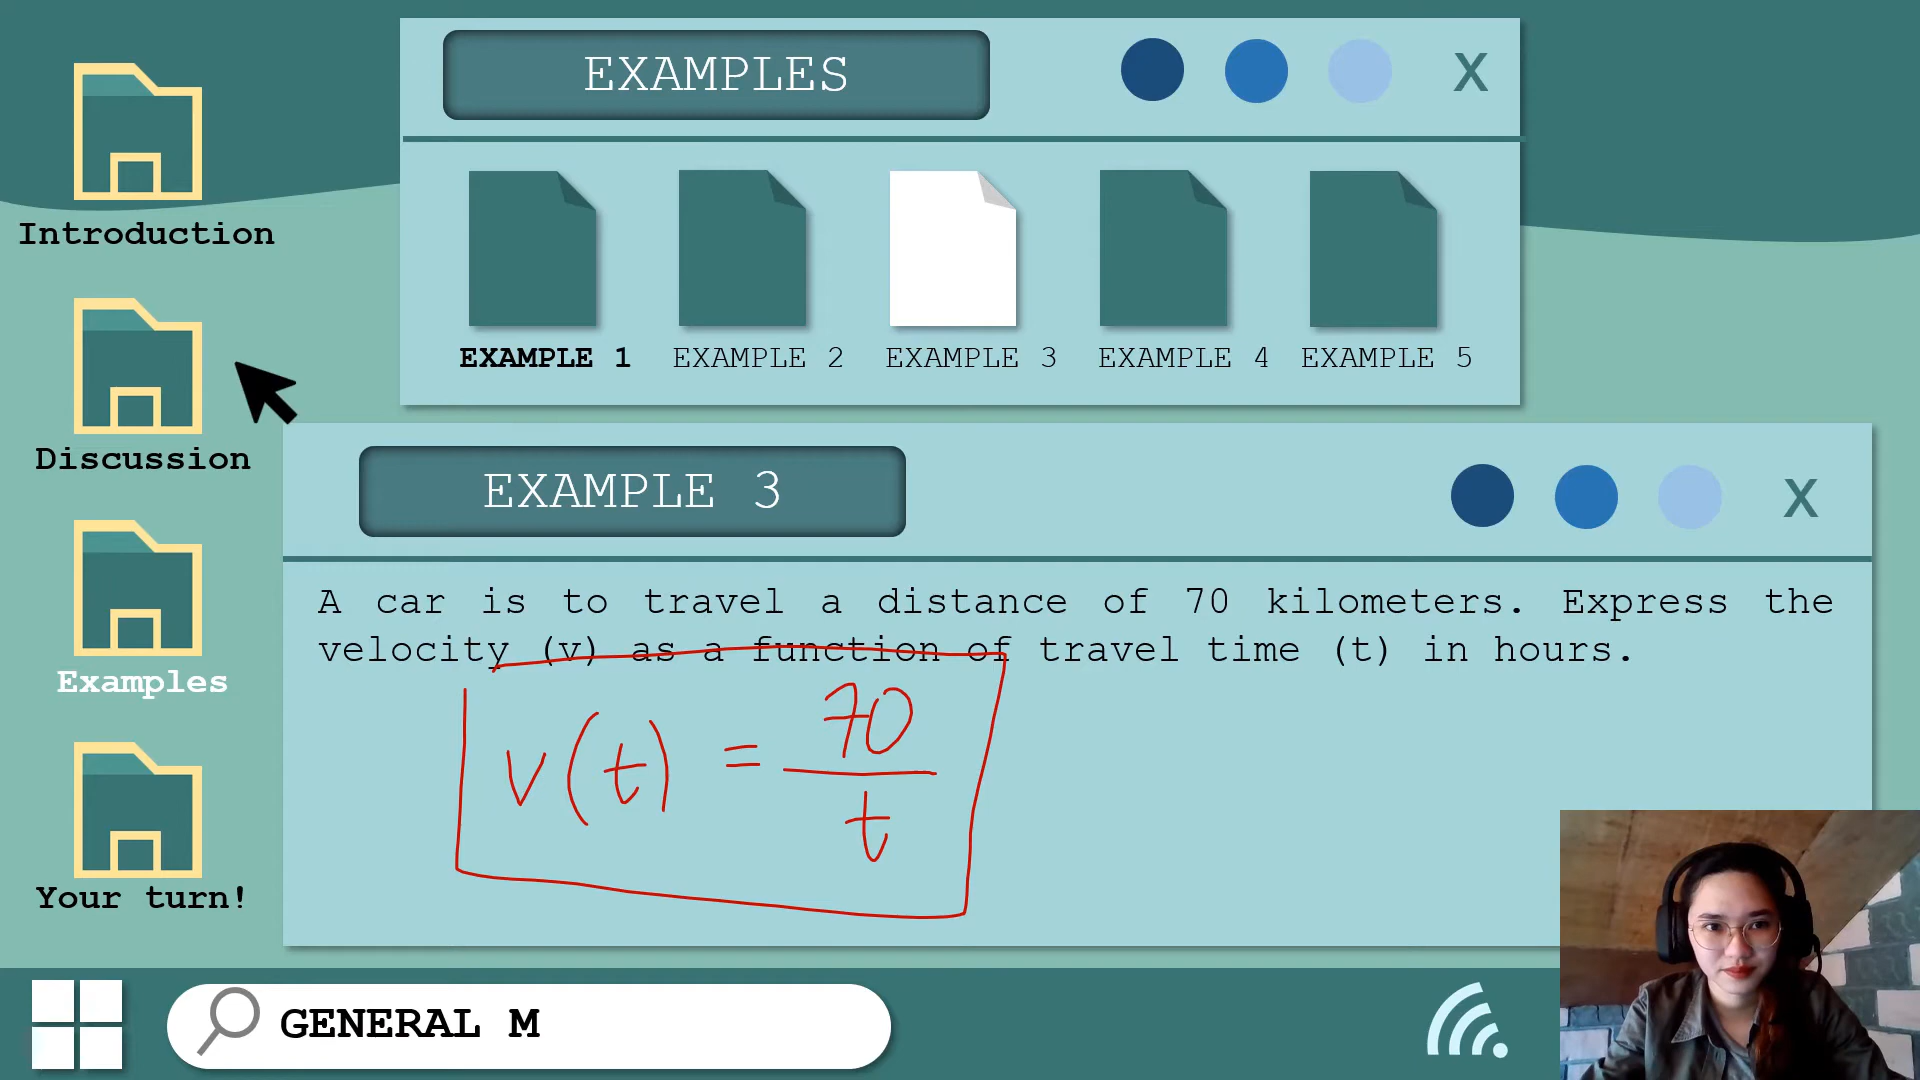 EXAMPLES
X
Introduction
EXAMPLE 1
EXAMPLE 2
EXAMPLE 3
EXAMPLE 4
EXAMPLE 5
Discussion
EXAMPLE 3
X
A car is to travel a distance of 70 kilometers. Express the
velocity (v) as a function of travel time (t) in hours.
v(t) = 70/t
Examples
Your turn!
GENERAL M